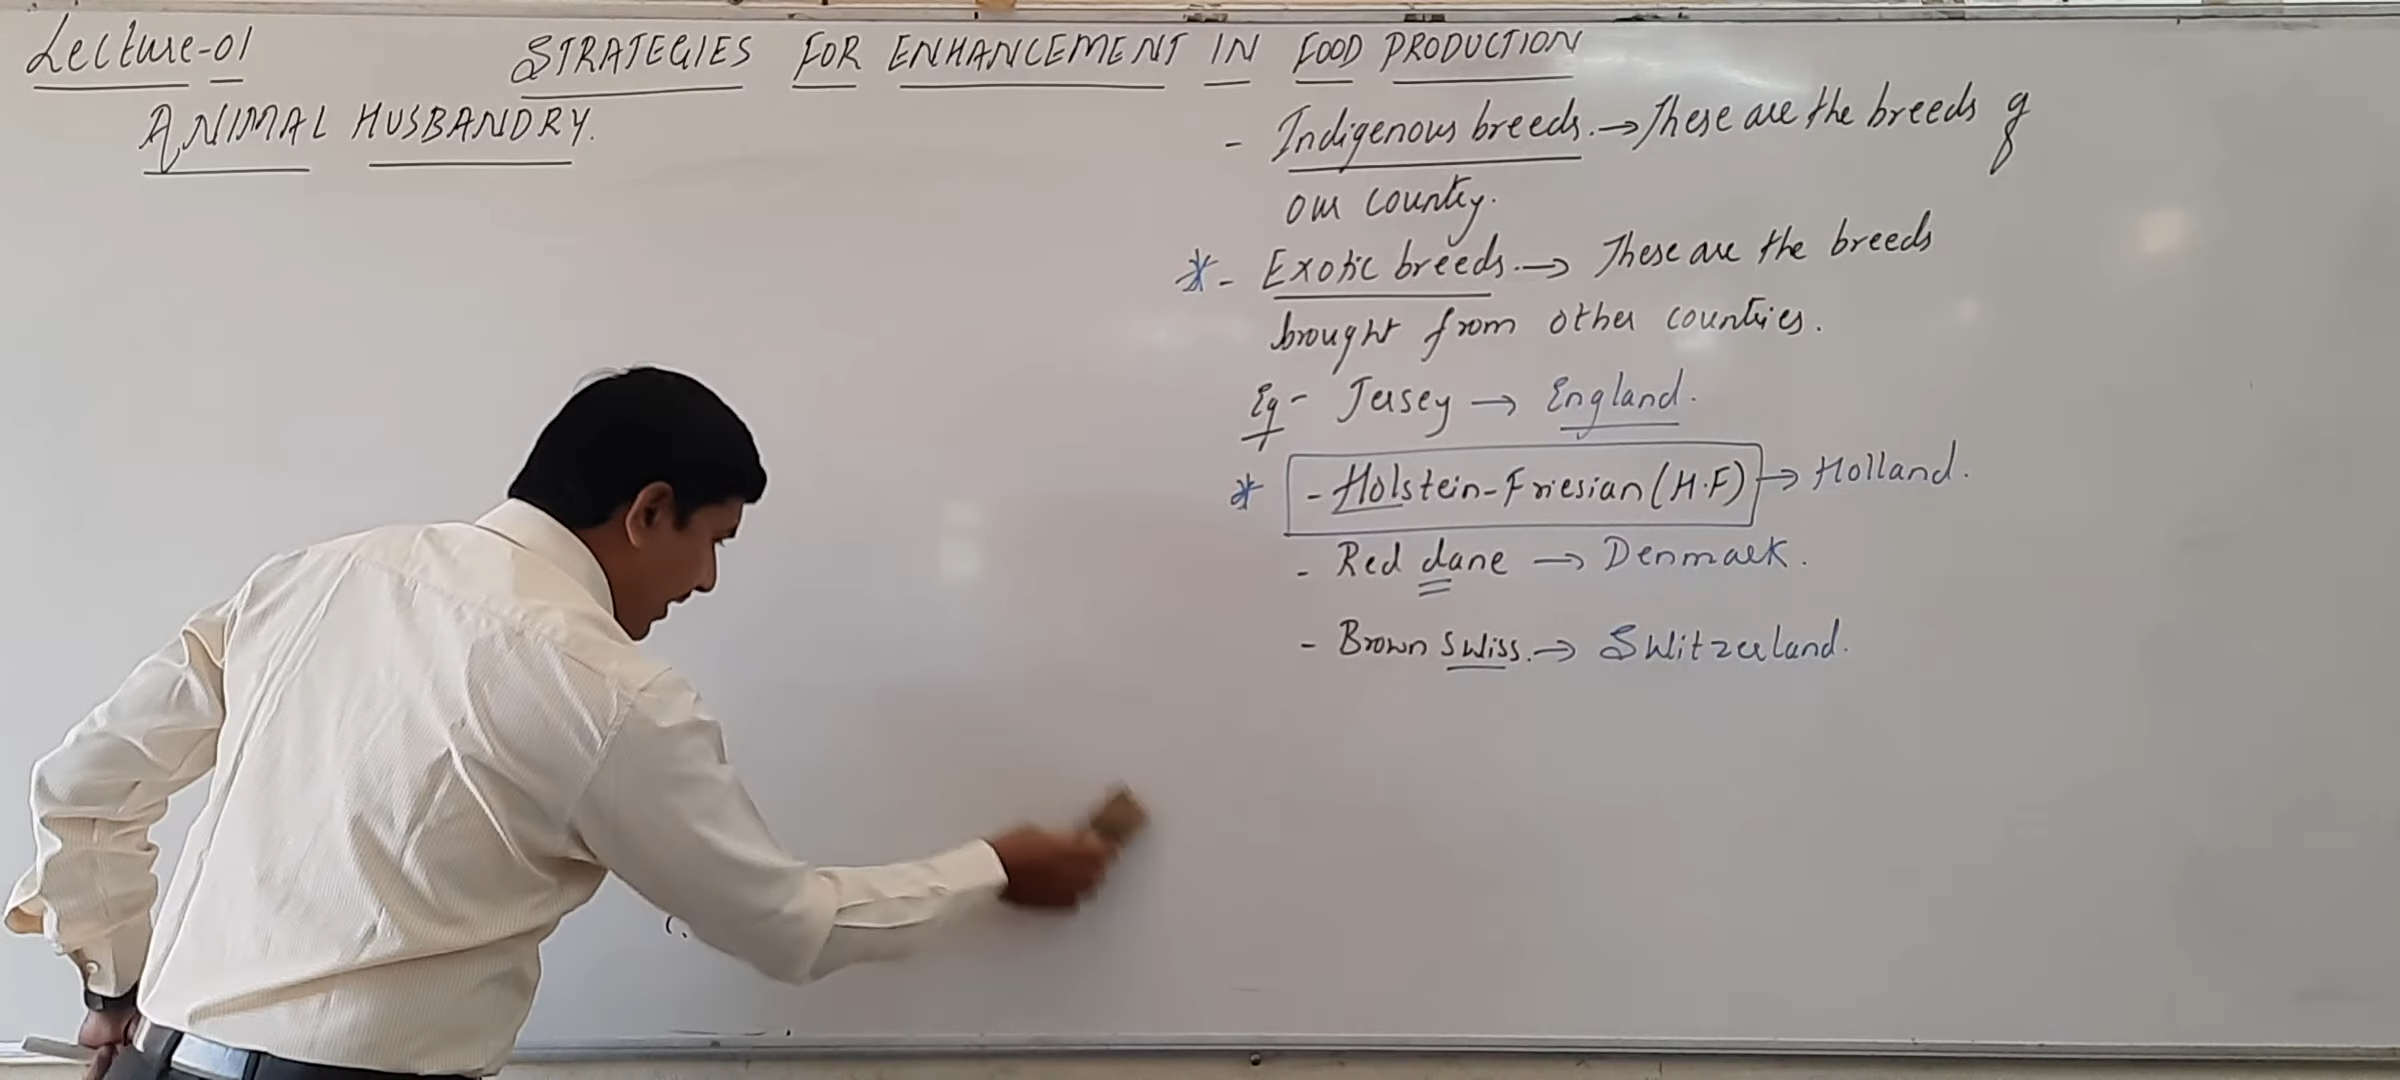 Lecture-01
STRATEGIES FOR ENHANCEMENT IN FOOD PRODUCTION
ANIMAL HUSBANDRY.
- Indigenous breeds. → These are the breeds of
our country.
*- Exotic breeds. → These are the breeds
brought from other countries.
Eg - Jersey → England.
* - Holstein-Friesian (H.F) → Holland.
- Red dane → Denmark.
- Brown Swiss. → Switzerland.